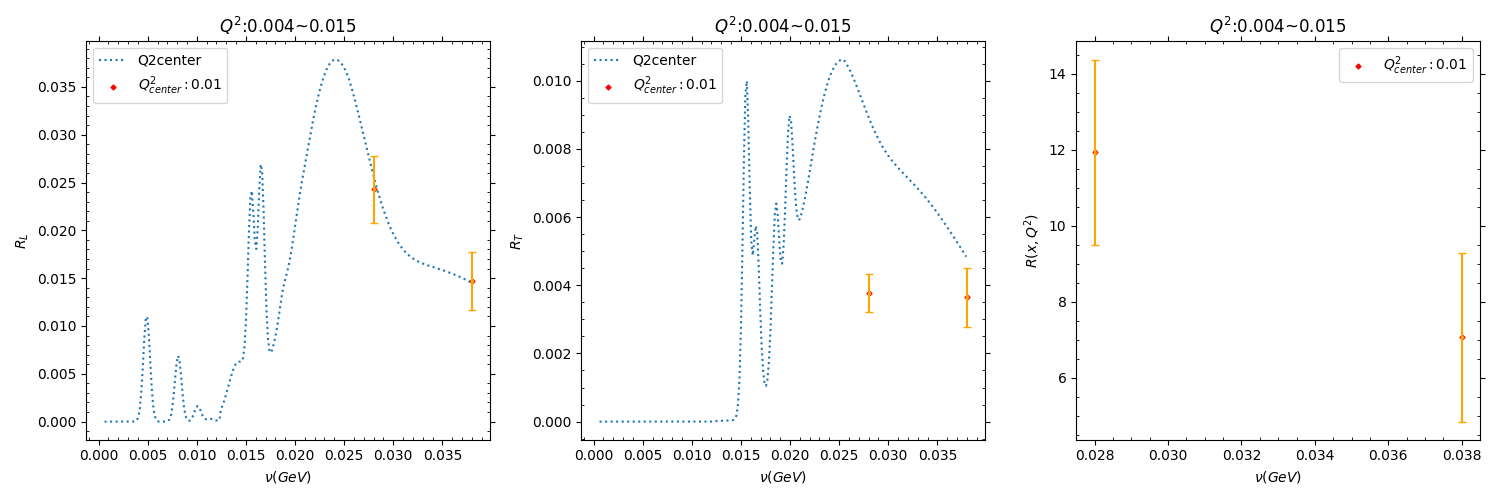 Q²:0.004~0.015
Q2center
Q²center : 0.01
R_L
0.035
0.030
0.025
0.020
0.015
0.010
0.005
0.000
0.000 0.005 0.010 0.015 0.020 0.025 0.030 0.035
ν(GeV)
Q²:0.004~0.015
Q2center
Q²center : 0.01
R_T
0.010
0.008
0.006
0.004
0.002
0.000
0.000 0.005 0.010 0.015 0.020 0.025 0.030 0.035
ν(GeV)
Q²:0.004~0.015
Q²center : 0.01
R(x, Q²)
14
12
10
8
6
0.028 0.030 0.032 0.034 0.036 0.038
ν(GeV)